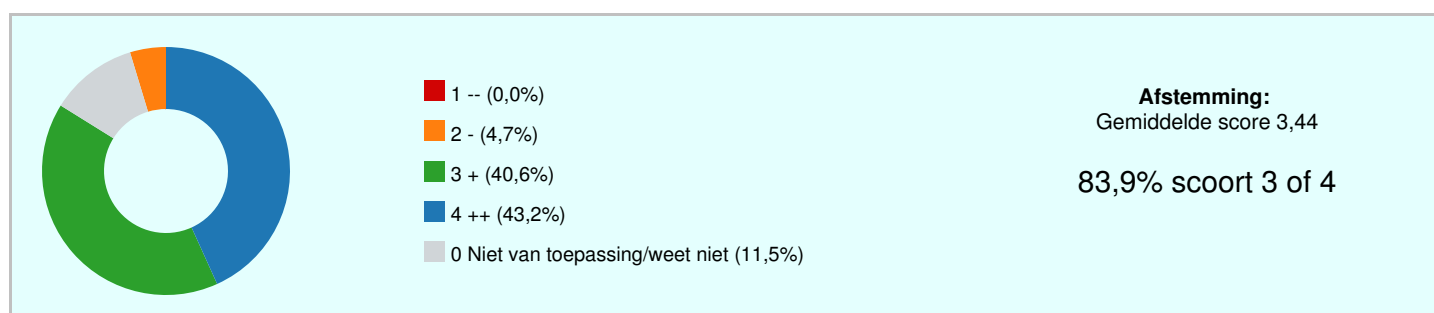 1 -- (0,0%)
2 - (4,7%)
3 + (40,6%)
4 ++ (43,2%)
0 Niet van toepassing/weet niet (11,5%)
Afstemming:
Gemiddelde score 3,44
83,9% scoort 3 of 4